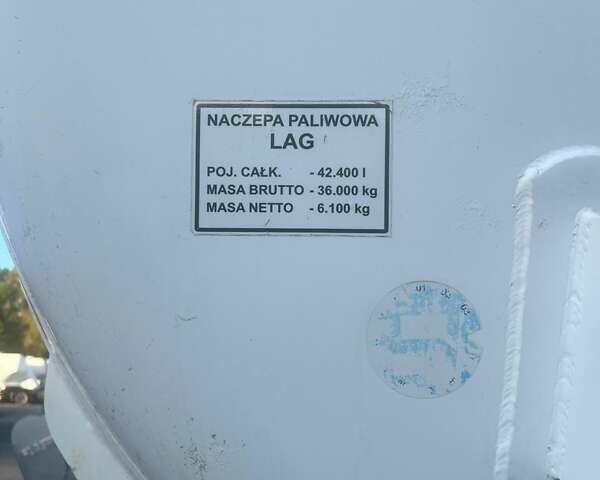 NACZEPA PALIWOWA
LAG
POJ. CAŁK. - 42.400 l
MASA BRUTTO - 36.000 kg
MASA NETTO - 6.100 kg